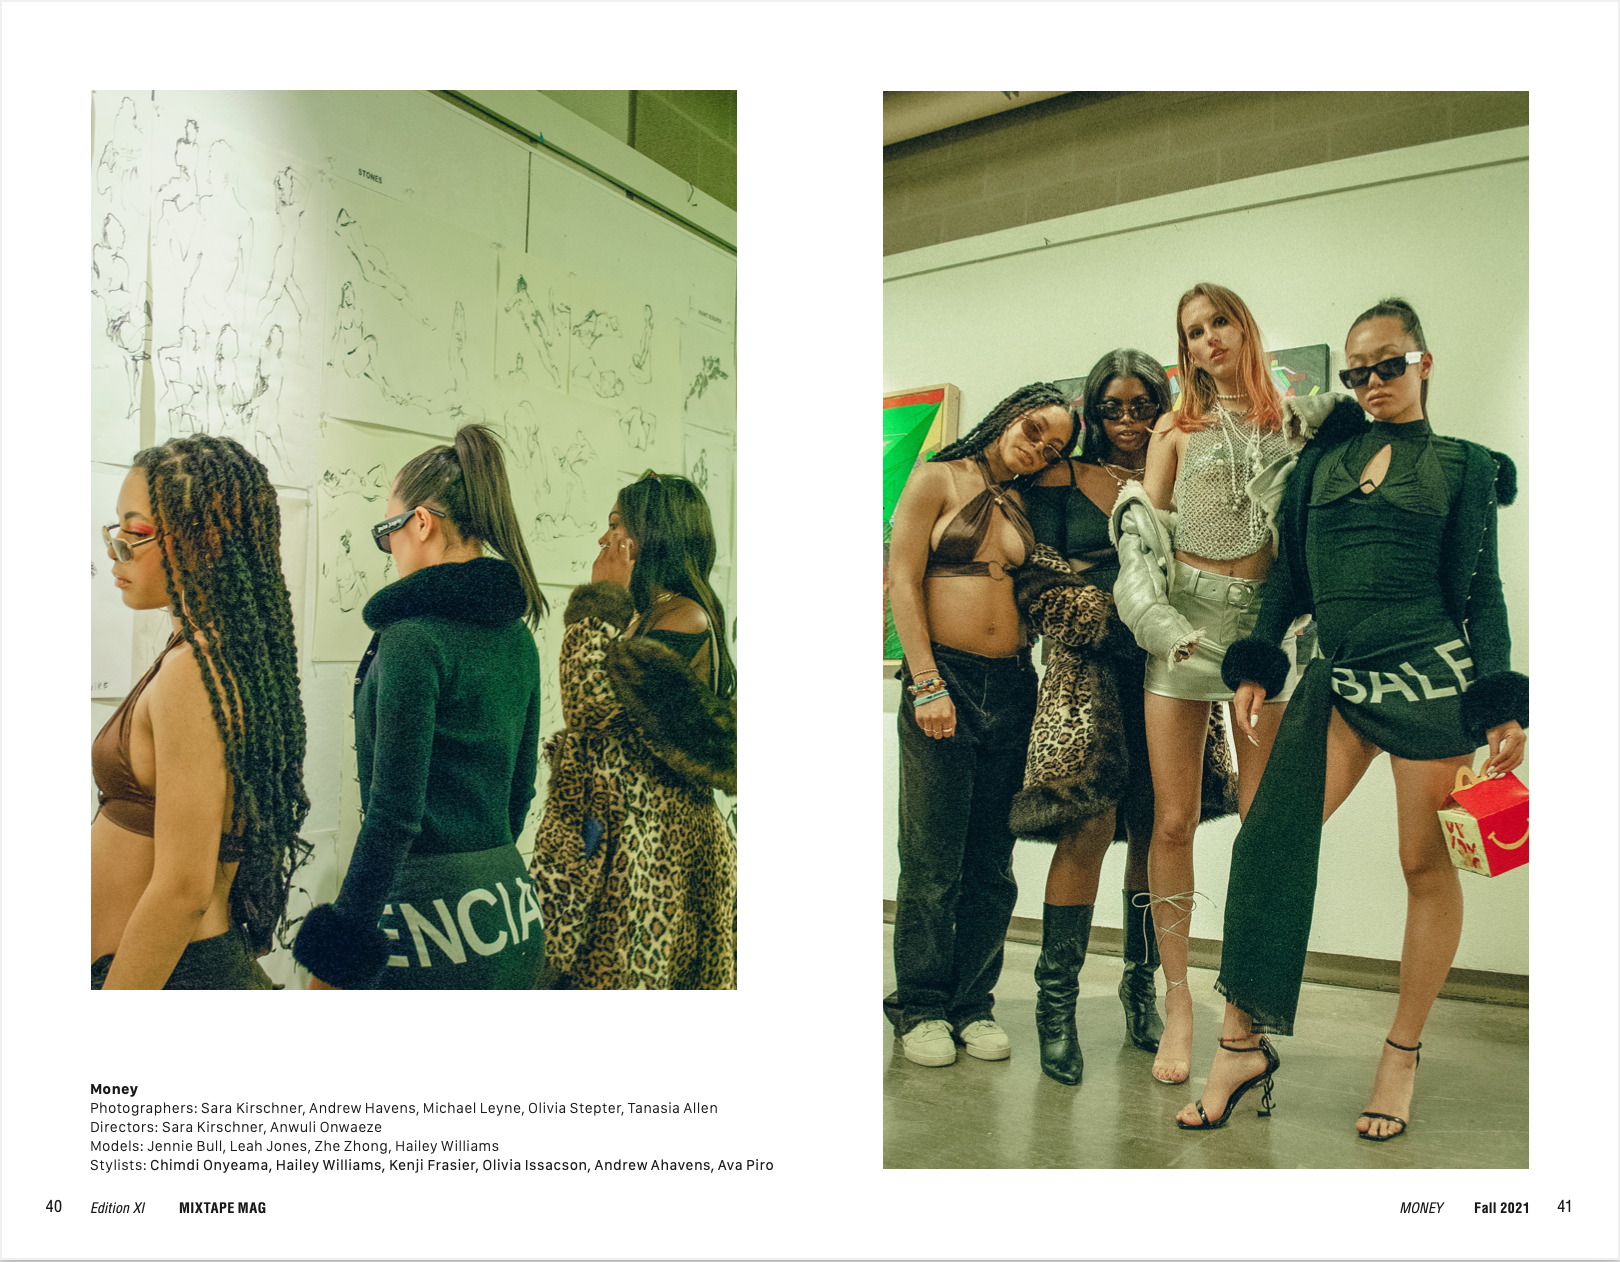 STONES
ENCIA
BALE
Money
Photographers: Sara Kirschner, Andrew Havens, Michael Leyne, Olivia Stepter, Tanasia Allen
Directors: Sara Kirschner, Anwuli Onwaeze
Models: Jennie Bull, Leah Jones, Zhe Zhong, Hailey Williams
Stylists: Chimdi Onyeama, Hailey Williams, Kenji Frasier, Olivia Issacson, Andrew Ahavens, Ava Piro
40 Edition XI MIXTAPE MAG
MONEY Fall 2021 41